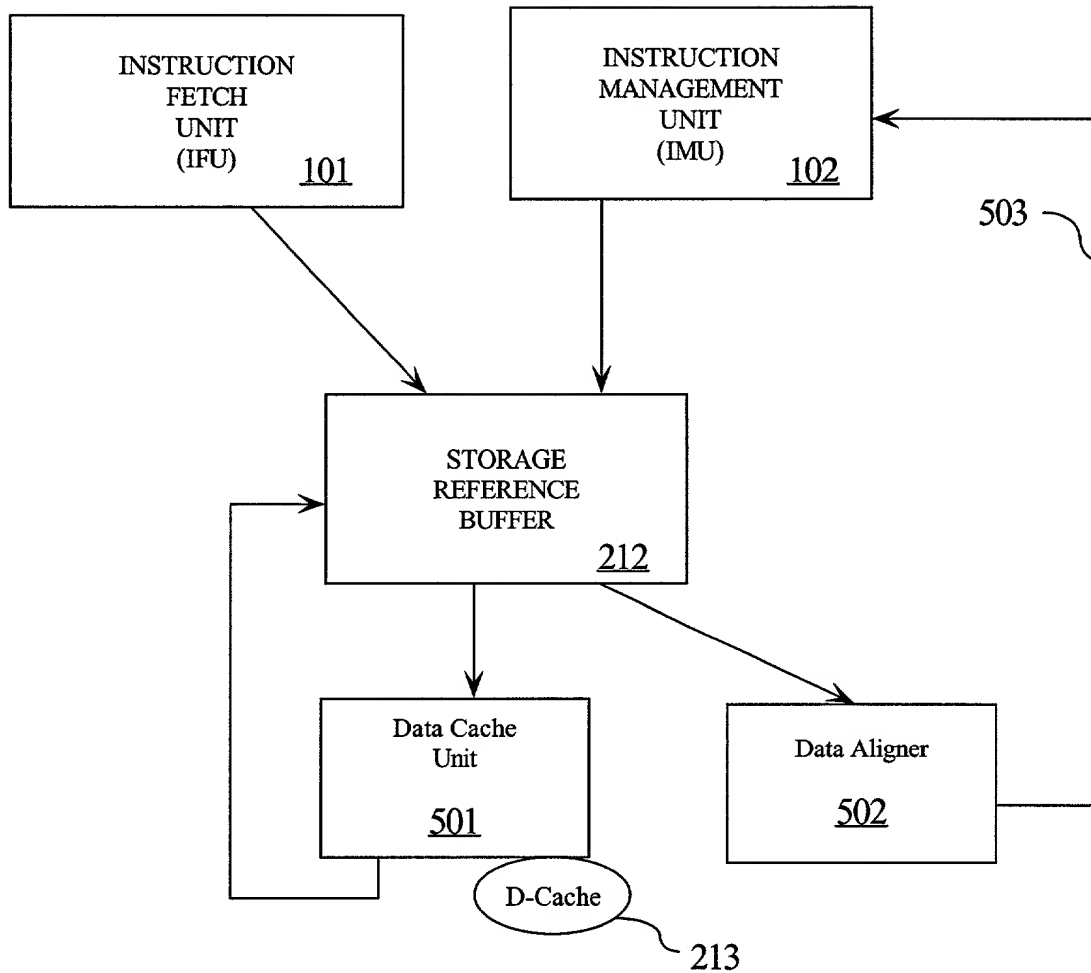 INSTRUCTION
FETCH
UNIT
(IFU)
101
INSTRUCTION
MANAGEMENT
UNIT
(IMU)
102
503
STORAGE
REFERENCE
BUFFER
212
Data Cache
Unit
501
Data Aligner
502
D-Cache
213